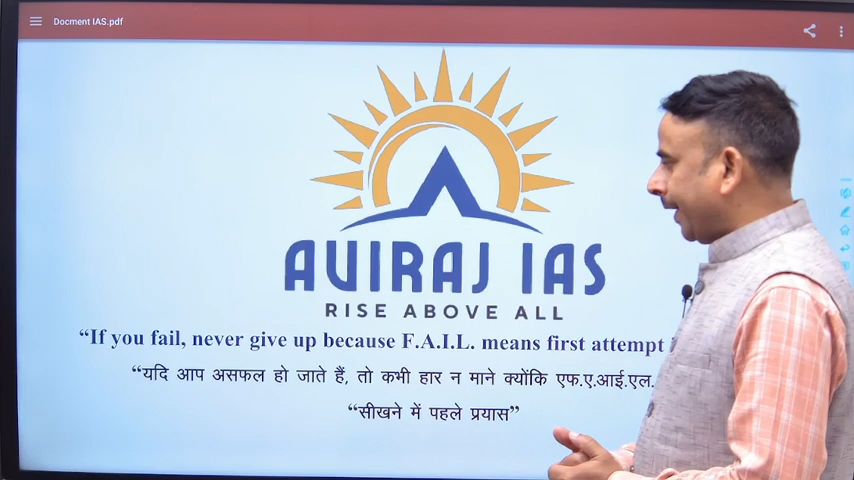 Docment IAS.pdf
AVIRAJ IAS
RISE ABOVE ALL
“If you fail, never give up because F.A.I.L. means first attempt
“यदि आप असफल हो जाते हैं, तो कभी हार न माने क्योंकि एफ.ए.आई.एल.
“सीखने में पहले प्रयास”